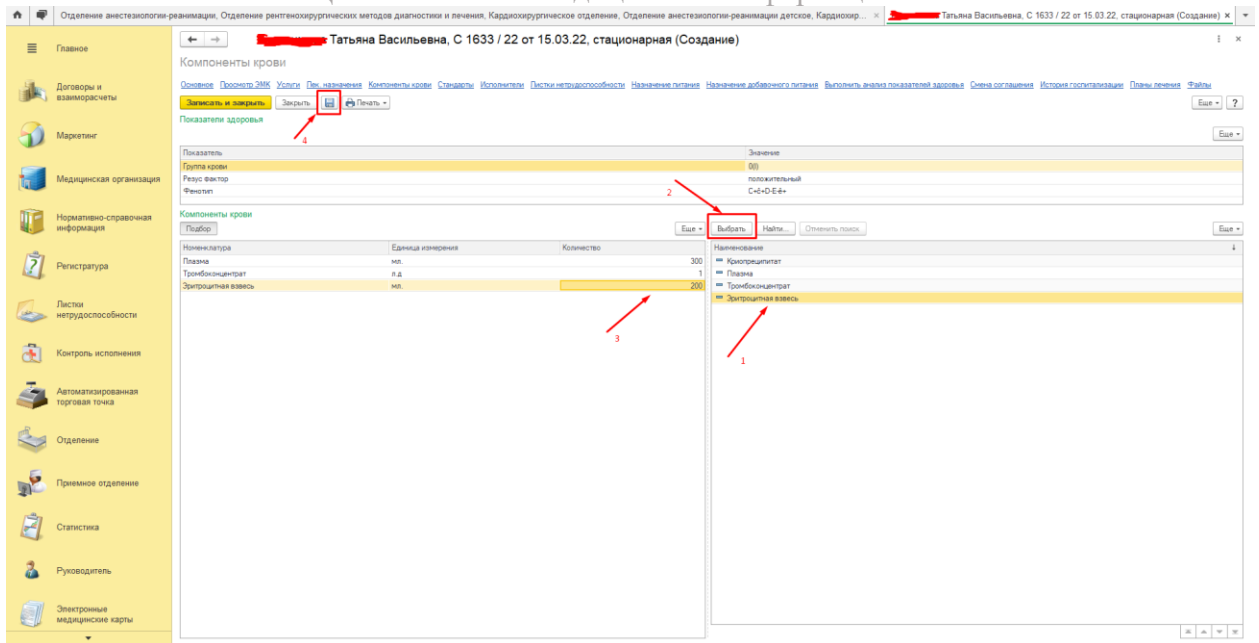 Отделение анестезиологии-реанимации, Отделение рентгенохирургических методов диагностики и лечения, Кардиохирургическое отделение, Отделение анестезиологии-реанимации детское, Кардиохир... ×
Татьяна Васильевна, С 1633 / 22 от 15.03.22, стационарная (Создание) ×
Главное
Договоры и
взаиморасчеты
Маркетинг
Медицинская организация
Нормативно-справочная
информация
Регистратура
Листки
нетрудоспособности
Контроль исполнения
Автоматизированная
торговая точка
Отделение
Приемное отделение
Статистика
Руководитель
Электронные
медицинские карты
Татьяна Васильевна, С 1633 / 22 от 15.03.22, стационарная (Создание)
Компоненты крови
Основное Просмотр ЭМК Услуги Лек. назначения Компоненты крови Стандарты Исполнители Листки нетрудоспособности Назначение питания Назначение добавочного питания Выполнить анализ показателей здоровья Смена соглашения История госпитализации Планы лечения Файлы
Записать и закрыть Закрыть Печать Еще ?
4
Показатели здоровья
Еще
Показатель Значение
Группа крови 0(I)
Резус фактор положительный
Фенотип C+c̄+D-E-ē+
2
Компоненты крови
Подбор Еще Выбрать Найти... Отменить поиск Еще
Номенклатура Единица измерения Количество
Плазма мл. 300
Тромбоконцентрат л.д 1
Эритроцитная взвесь мл. 200
3
Наименование
Криопреципитат
Плазма
Тромбоконцентрат
Эритроцитная взвесь
1